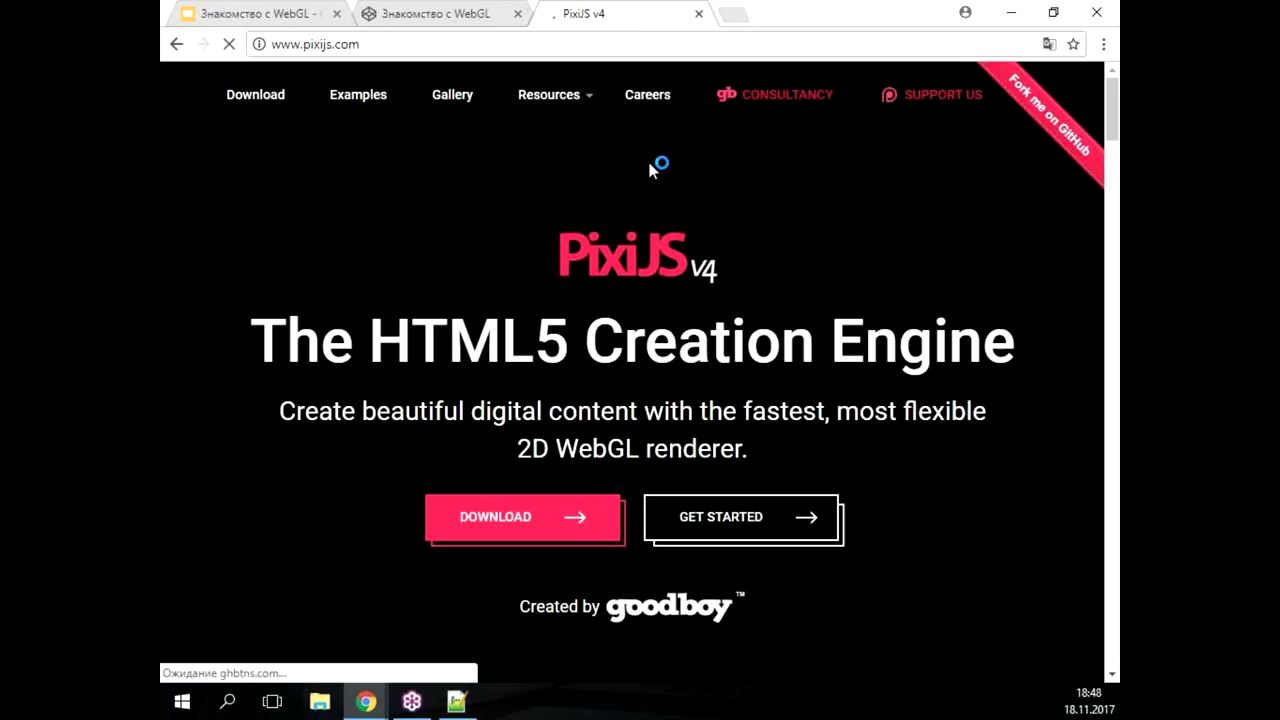 Знакомство с WebGL -
Знакомство с WebGL
PixiJS v4
www.pixijs.com
Download
Examples
Gallery
Resources
Careers
gb CONSULTANCY
SUPPORT US
Fork me on GitHub
PixiJS v4
The HTML5 Creation Engine
Create beautiful digital content with the fastest, most flexible
2D WebGL renderer.
DOWNLOAD
GET STARTED
Created by goodboy™
Ожидание ghbtns.com...
18:48
18.11.2017